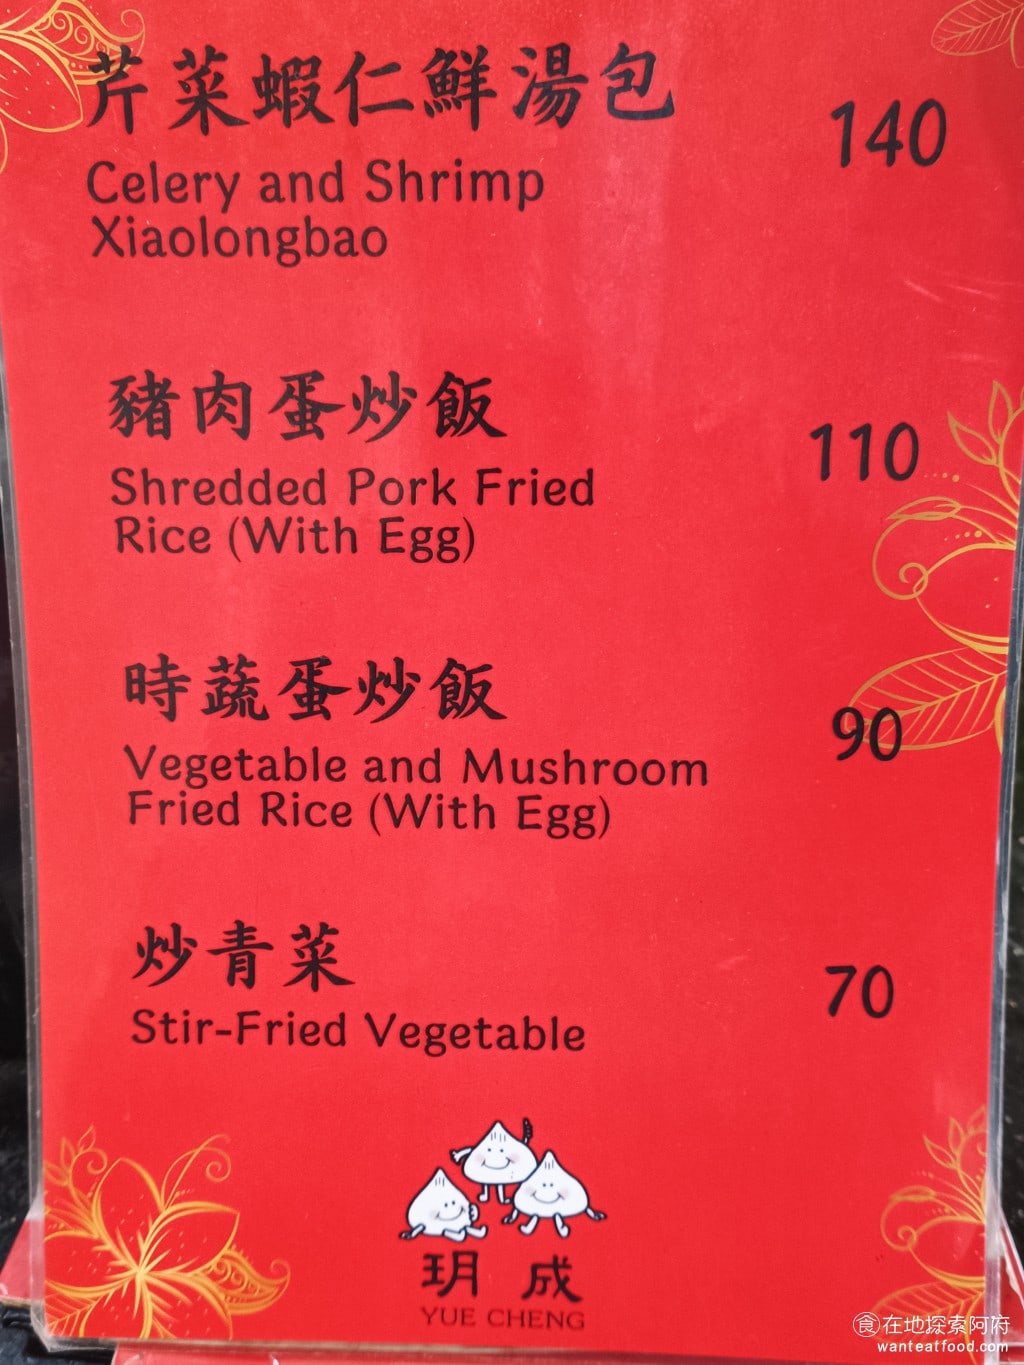 芹菜蝦仁鮮湯包
140
Celery and Shrimp
Xiaolongbao
豬肉蛋炒飯
110
Shredded Pork Fried
Rice (With Egg)
時蔬蛋炒飯
90
Vegetable and Mushroom
Fried Rice (With Egg)
炒青菜
70
Stir-Fried Vegetable
玥成
YUE CHENG
食在地探索阿府
wanteatfood.com